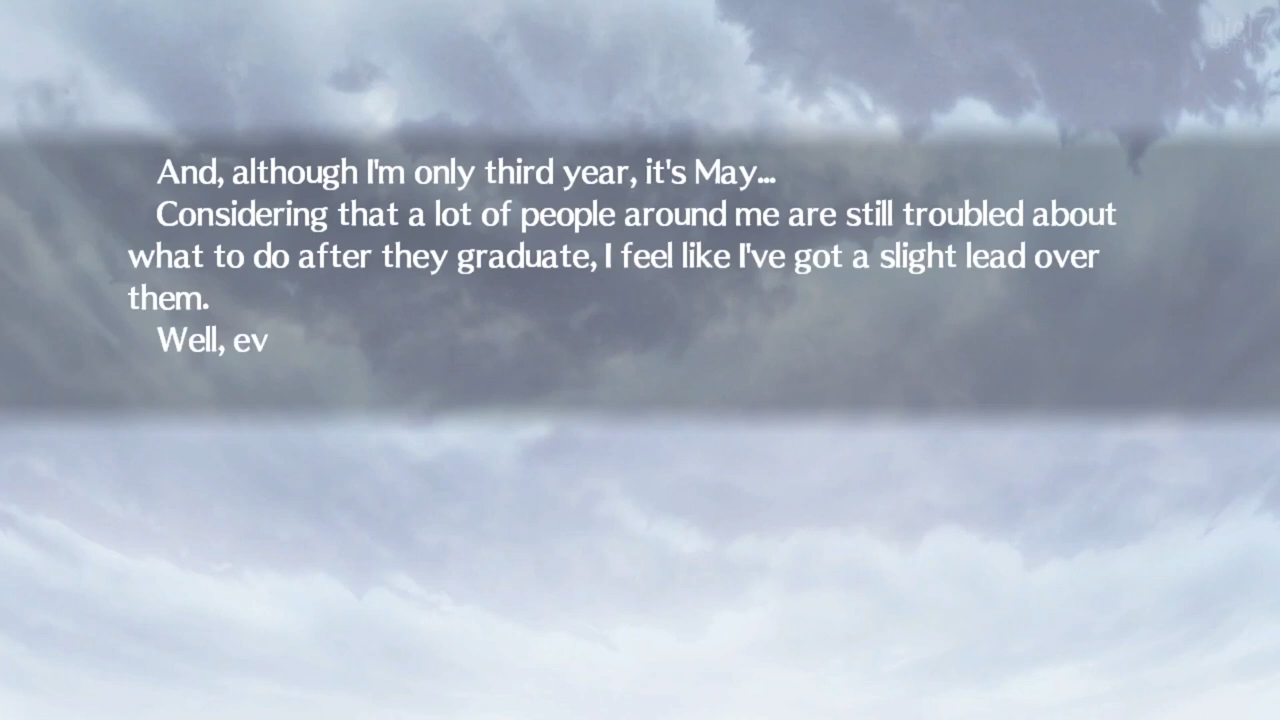 And, although I'm only third year, it's May...
Considering that a lot of people around me are still troubled about
what to do after they graduate, I feel like I've got a slight lead over
them.
Well, ev